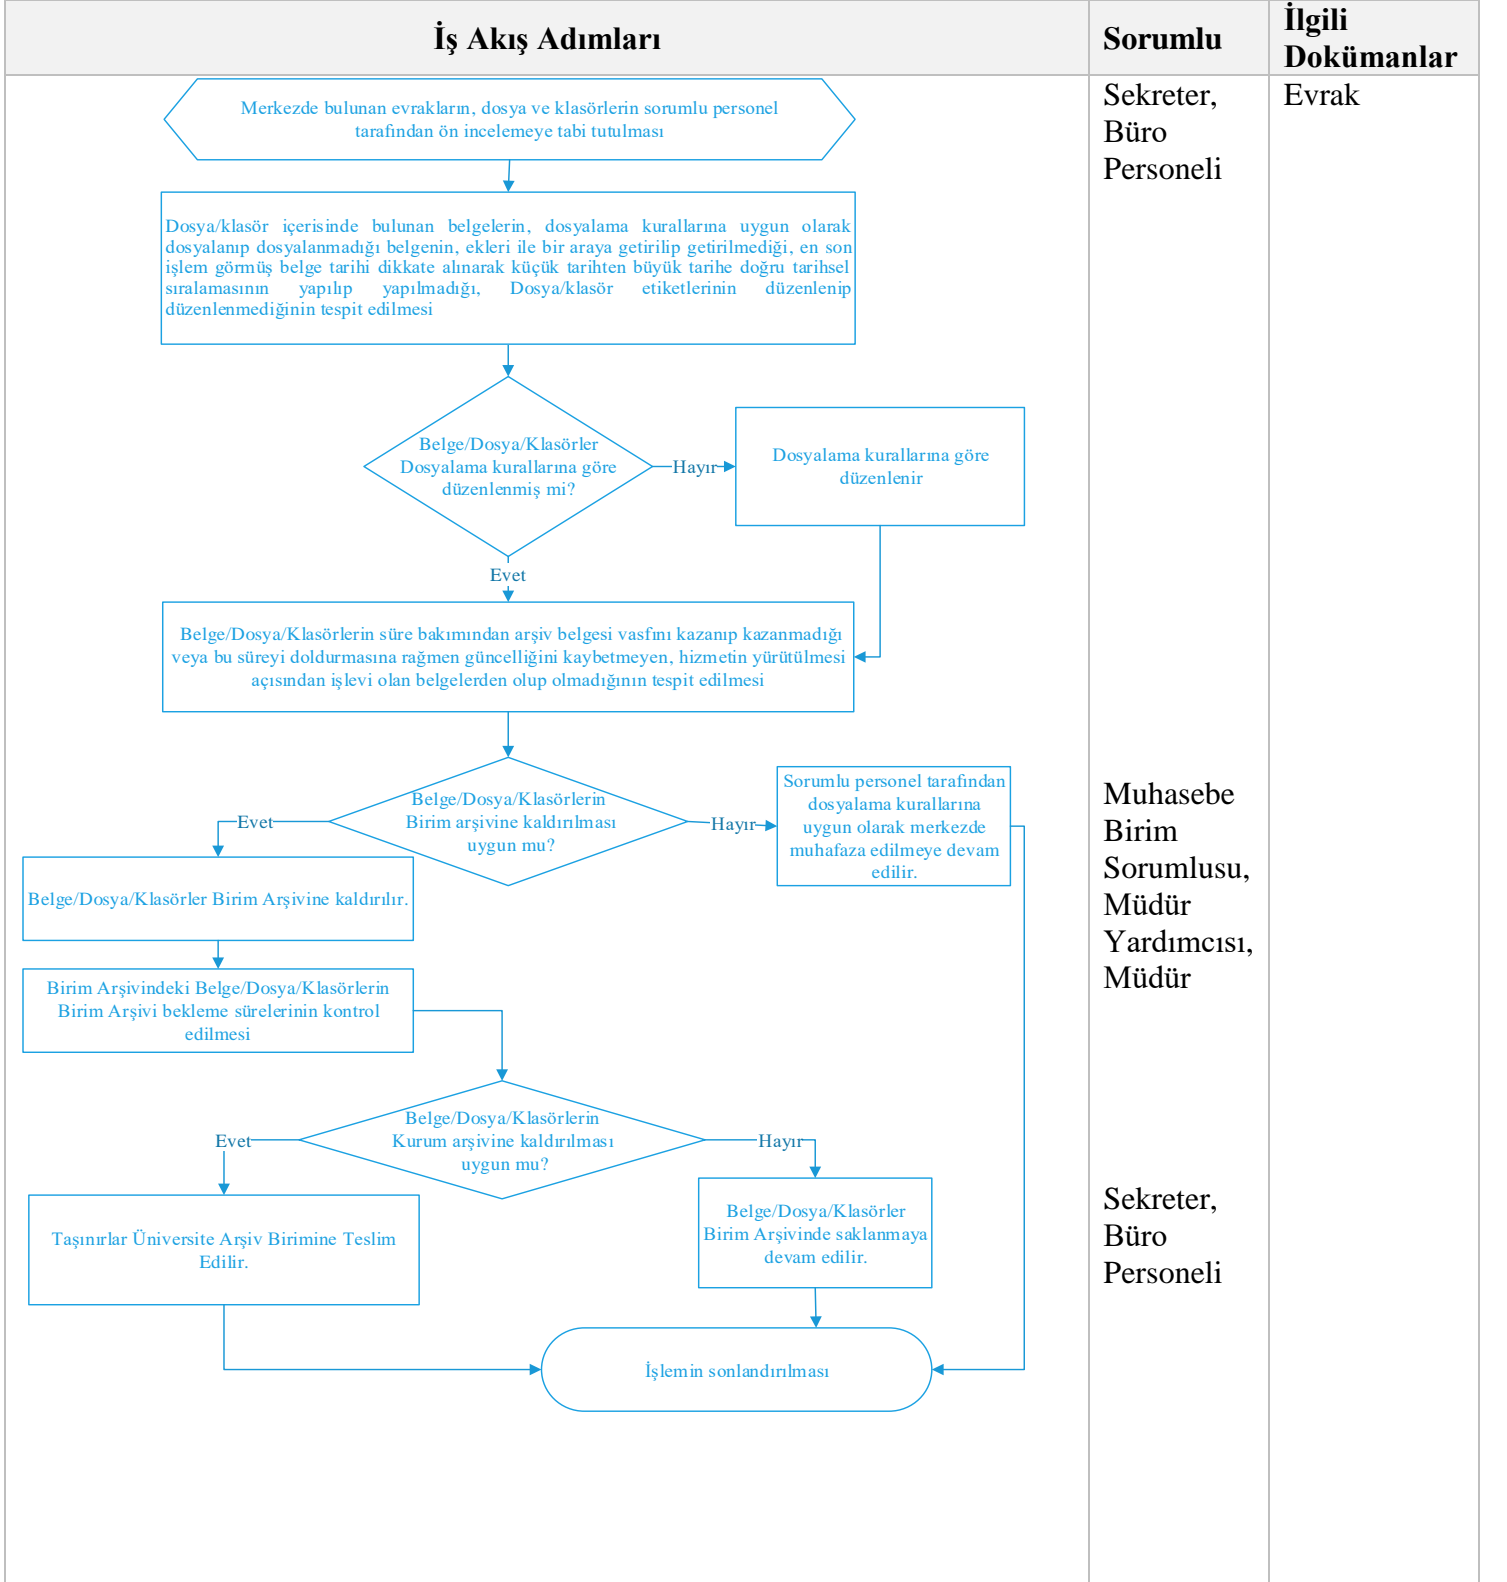 İş Akış Adımları
Sorumlu
İlgili
Dokümanlar
Merkezde bulunan evrakların, dosya ve klasörlerin sorumlu personel
tarafından ön incelemeye tabi tutulması
Sekreter,
Büro
Personeli
Evrak
Dosya/klasör içerisinde bulunan belgelerin, dosyalama kurallarına uygun olarak
dosyalanıp dosyalanmadığı belgenin, ekleri ile bir araya getirilip getirilmediği, en son
işlem görmüş belge tarihi dikkate alınarak küçük tarihten büyük tarihe doğru tarihsel
sıralamasının yapılıp yapılmadığı, Dosya/klasör etiketlerinin düzenlenip
düzenlenmediğinin tespit edilmesi
Belge/Dosya/Klasörler
Dosyalama kurallarına göre
düzenlenmiş mi?
Hayır
Dosyalama kurallarına göre
düzenlenir
Evet
Belge/Dosya/Klasörlerin süre bakımından arşiv belgesi vasfını kazanıp kazanmadığı
veya bu süreyi doldurmasına rağmen güncelliğini kaybetmeyen, hizmetin yürütülmesi
açısından işlevi olan belgelerden olup olmadığının tespit edilmesi
Belge/Dosya/Klasörlerin
Birim arşivine kaldırılması
uygun mu?
Evet
Hayır
Sorumlu personel tarafından
dosyalama kurallarına
uygun olarak merkezde
muhafaza edilmeye devam
edilir.
Muhasebe
Birim
Sorumlusu,
Müdür
Yardımcısı,
Müdür
Belge/Dosya/Klasörler Birim Arşivine kaldırılır.
Birim Arşivindeki Belge/Dosya/Klasörlerin
Birim Arşivi bekleme sürelerinin kontrol
edilmesi
Belge/Dosya/Klasörlerin
Kurum arşivine kaldırılması
uygun mu?
Evet
Hayır
Taşınırlar Üniversite Arşiv Birimine Teslim
Edilir.
Belge/Dosya/Klasörler
Birim Arşivinde saklanmaya
devam edilir.
Sekreter,
Büro
Personeli
İşlemin sonlandırılması